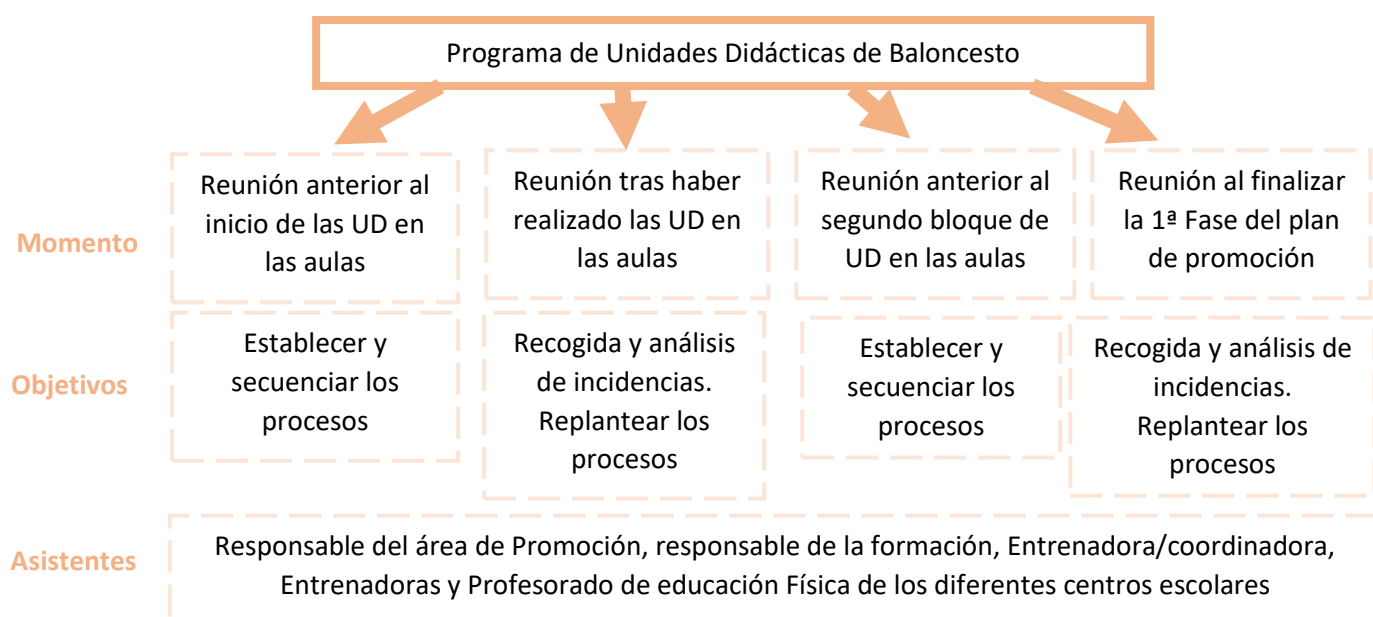 Programa de Unidades Didácticas de Baloncesto
Momento
Reunión anterior al
inicio de las UD en
las aulas
Reunión tras haber
realizado las UD en
las aulas
Reunión anterior al
segundo bloque de
UD en las aulas
Reunión al finalizar
la 1ª Fase del plan
de promoción
Objetivos
Establecer y
secuenciar los
procesos
Recogida y análisis
de incidencias.
Replantear los
procesos
Establecer y
secuenciar los
procesos
Recogida y análisis de
incidencias.
Replantear los
procesos
Asistentes
Responsable del área de Promoción, responsable de la formación, Entrenadora/coordinadora,
Entrenadoras y Profesorado de educación Física de los diferentes centros escolares